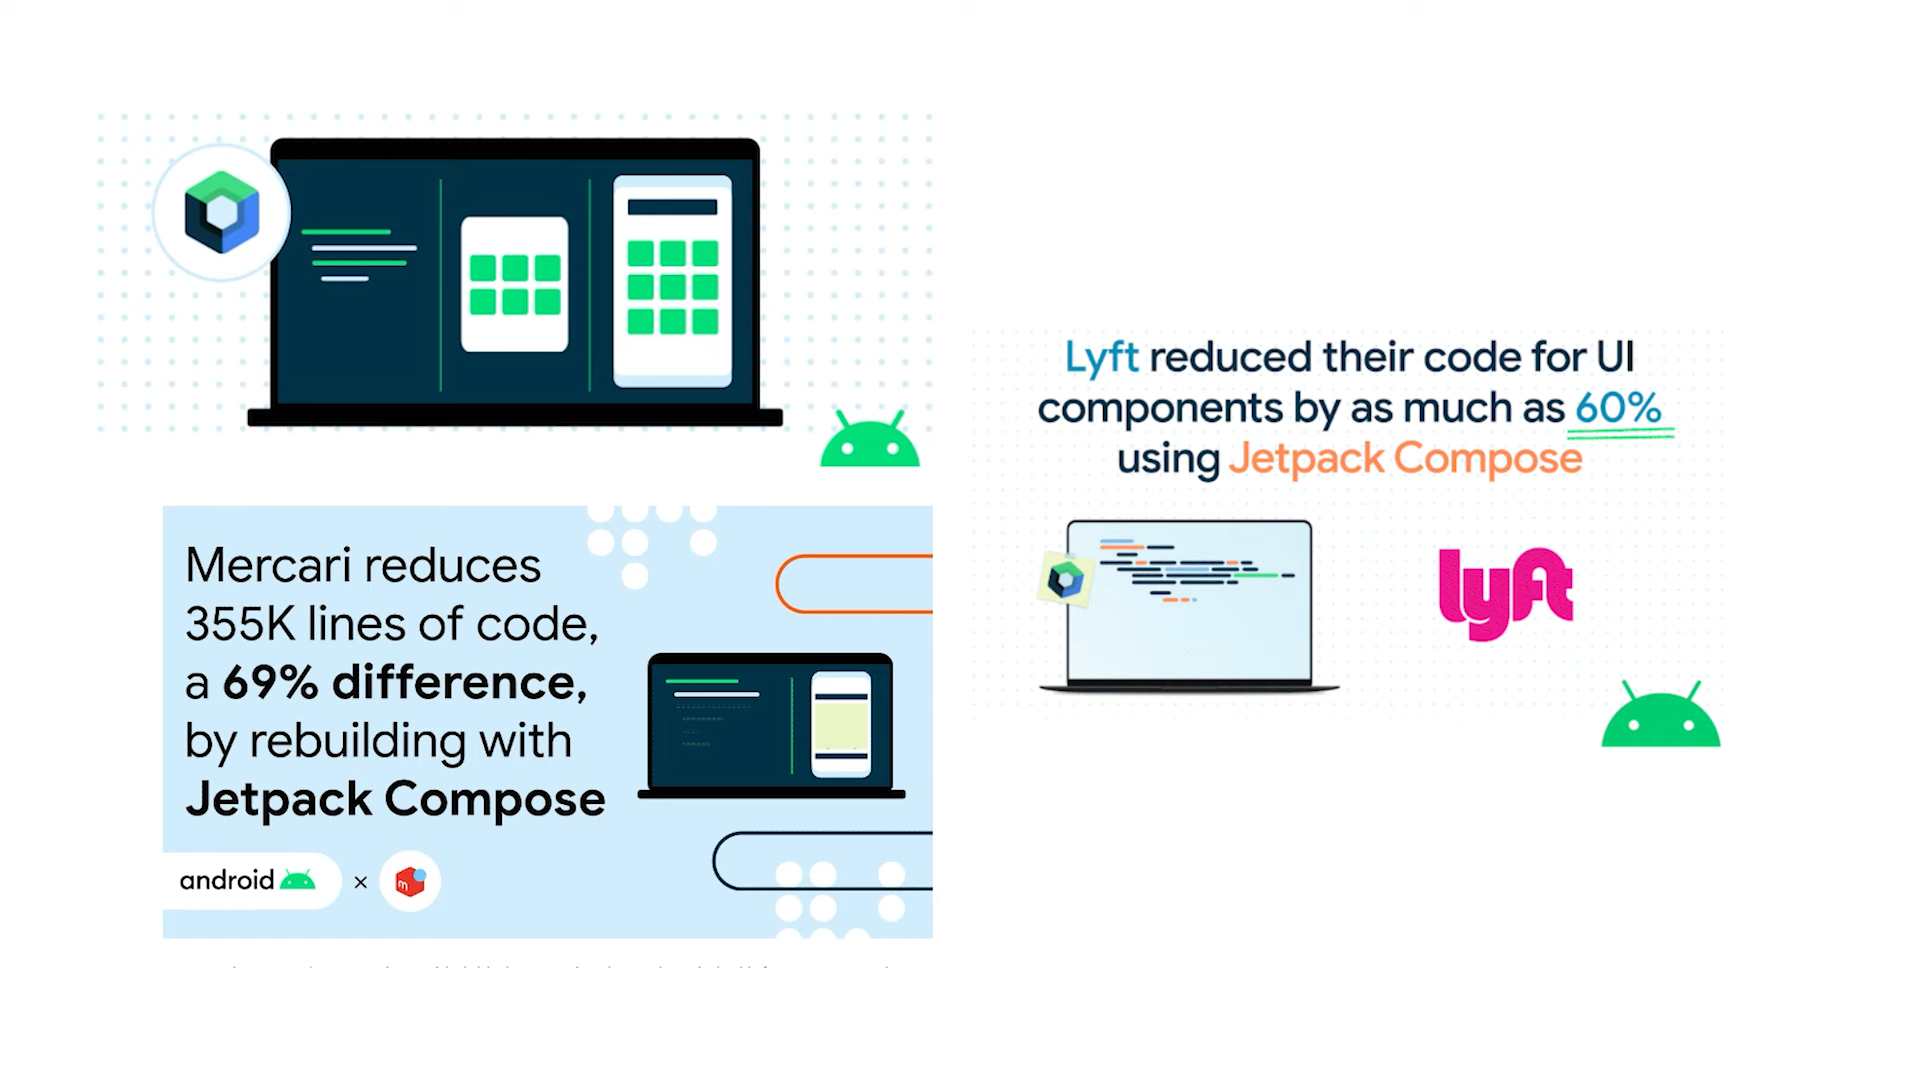 Mercari reduces
355K lines of code,
a 69% difference,
by rebuilding with
Jetpack Compose
android × m
Lyft reduced their code for UI
components by as much as 60%
using Jetpack Compose
lyft